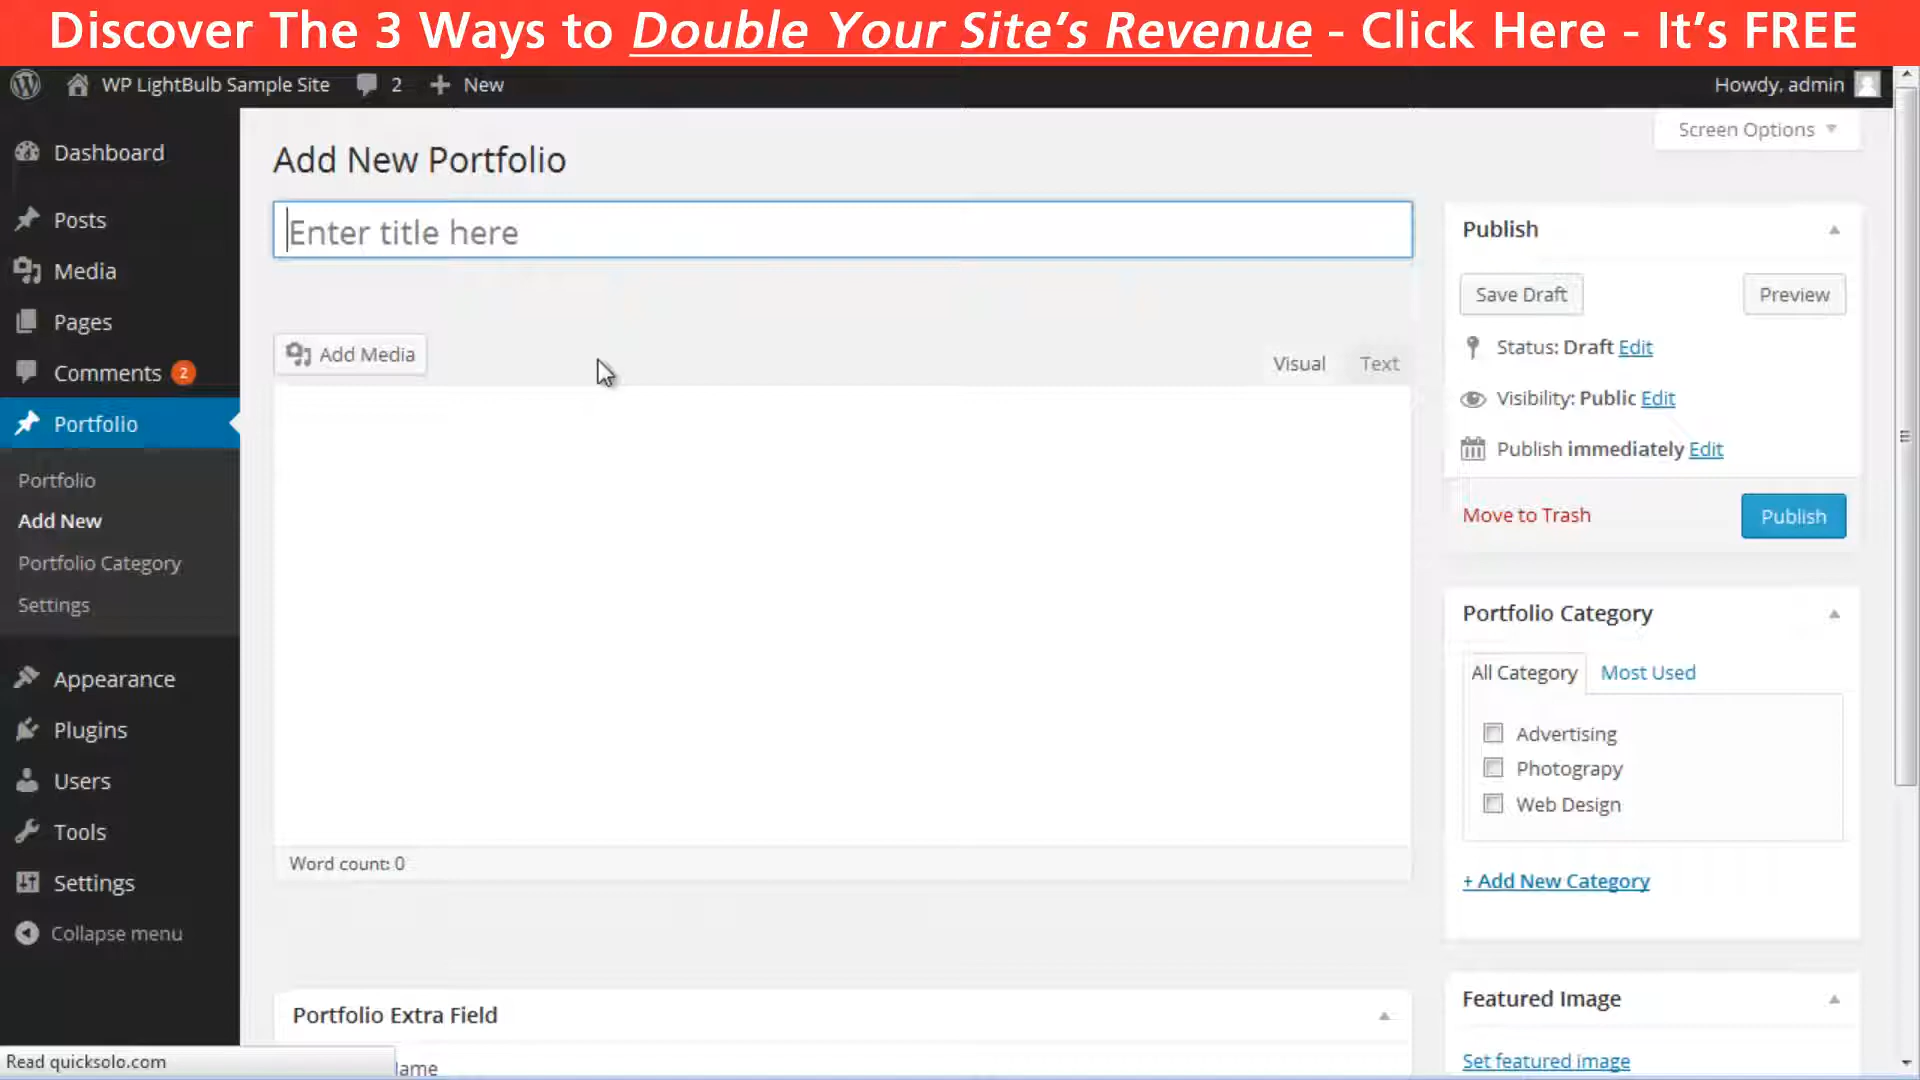 Discover The 3 Ways to Double Your Site's Revenue - Click Here - It's FREE
WP LightBulb Sample Site 2 New
Howdy, admin
Screen Options
Dashboard
Posts
Media
Pages
Comments 2
Portfolio
Portfolio
Add New
Portfolio Category
Settings
Appearance
Plugins
Users
Tools
Settings
Collapse menu
Add New Portfolio
Enter title here
Add Media
Visual Text
Word count: 0
Portfolio Extra Field
lame
Publish
Save Draft Preview
Status: Draft Edit
Visibility: Public Edit
Publish immediately Edit
Move to Trash Publish
Portfolio Category
All Category Most Used
Advertising
Photograpy
Web Design
+ Add New Category
Featured Image
Set featured image
Read quicksolo.com